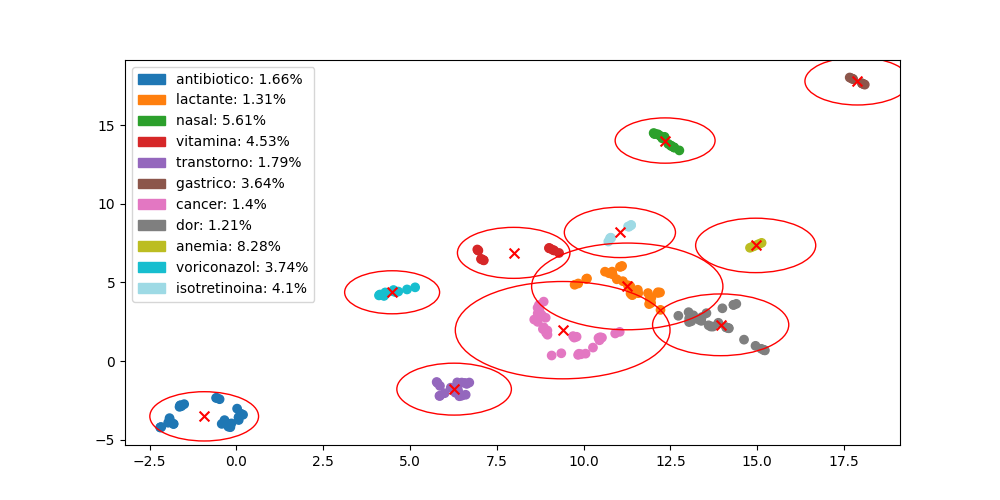 antibiotico: 1.66%
lactante: 1.31%
nasal: 5.61%
vitamina: 4.53%
transtorno: 1.79%
gastrico: 3.64%
cancer: 1.4%
dor: 1.21%
anemia: 8.28%
voriconazol: 3.74%
isotretinoina: 4.1%
15
10
5
0
−5
−2.5 0.0 2.5 5.0 7.5 10.0 12.5 15.0 17.5